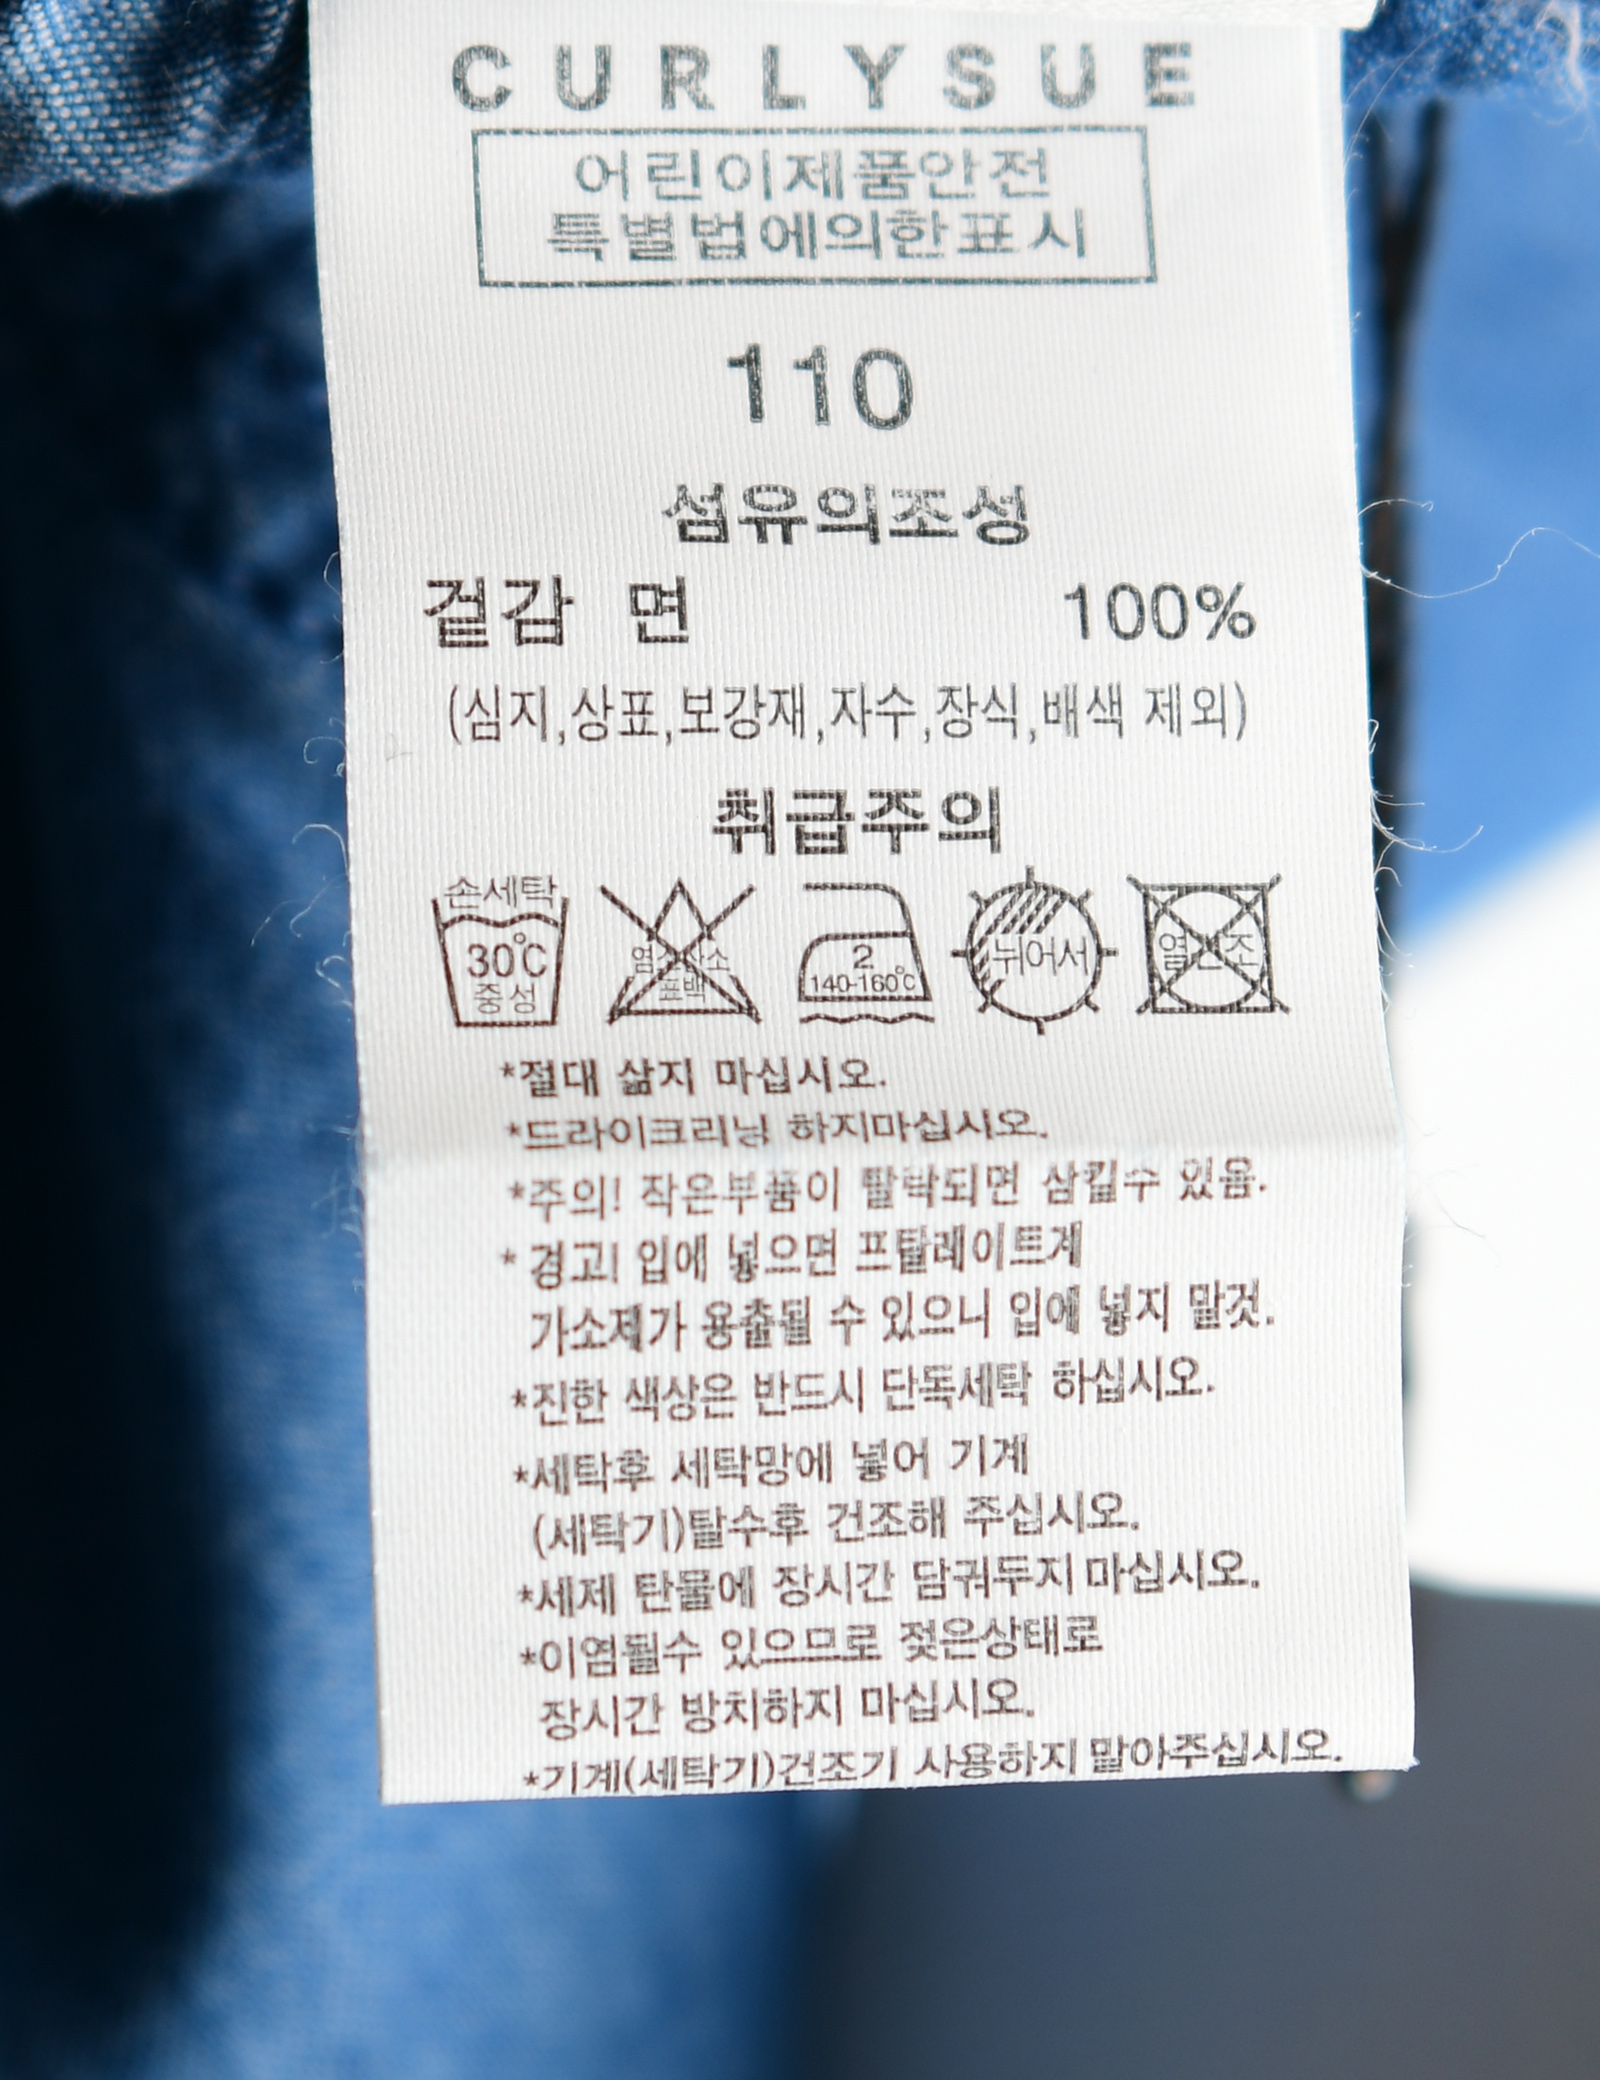 CURLYSUE
어린이제품안전
특별법에의한표시
110
섬유의조성
겉감 면 100%
(심지,상표,보강재,자수,장식,배색 제외)
취급주의
손세탁
30℃
중성
염소산소
표백
2
140-160℃
뉘어서
열건조
*절대 삶지 마십시오.
*드라이크리닝 하지마십시오.
*주의! 작은부품이 탈락되면 삼킬수 있음.
* 경고! 입에 넣으면 프탈레이트계
가소제가 용출될 수 있으니 입에 넣지 말것.
*진한 색상은 반드시 단독세탁 하십시오.
*세탁후 세탁망에 넣어 기계
(세탁기)탈수후 건조해 주십시오.
*세제 탄물에 장시간 담궈두지 마십시오.
*이염될수 있으므로 젖은상태로
장시간 방치하지 마십시오.
*기계(세탁기)건조기 사용하지 말아주십시오.